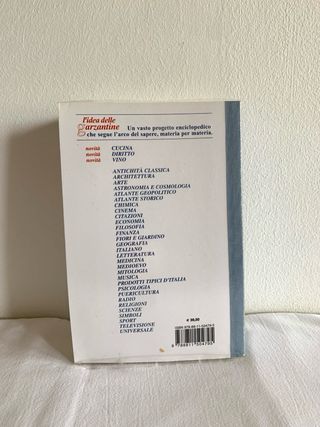 l'idea delle
garzantine Un vasto progetto enciclopedico
che segue l'arco del sapere, materia per materia.
novità CUCINA
novità DIRITTO
novità VINO
ANTICHITÀ CLASSICA
ARCHITETTURA
ARTE
ASTRONOMIA E COSMOLOGIA
ATLANTE GEOPOLITICO
ATLANTE STORICO
CHIMICA
CINEMA
CITAZIONI
ECONOMIA
FILOSOFIA
FINANZA
FIORI E GIARDINO
GEOGRAFIA
ITALIANO
LETTERATURA
MEDICINA
MEDIOEVO
MITOLOGIA
MUSICA
PRODOTTI TIPICI D'ITALIA
PSICOLOGIA
PUERICULTURA
RADIO
RELIGIONI
SCIENZE
SIMBOLI
SPORT
TELEVISIONE
UNIVERSALE